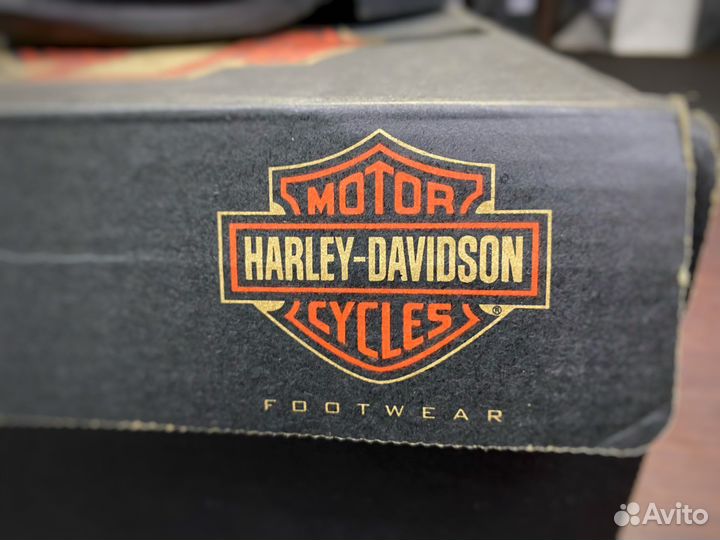 MOTOR
HARLEY-DAVIDSON
CYCLES
®
FOOTWEAR
Avito